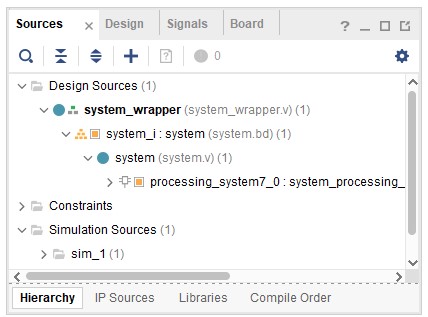 Sources × Design Signals Board ? _
0
Design Sources (1)
system_wrapper (system_wrapper.v) (1)
system_i : system (system.bd) (1)
system (system.v) (1)
processing_system7_0 : system_processing_
Constraints
Simulation Sources (1)
sim_1 (1)
Hierarchy IP Sources Libraries Compile Order